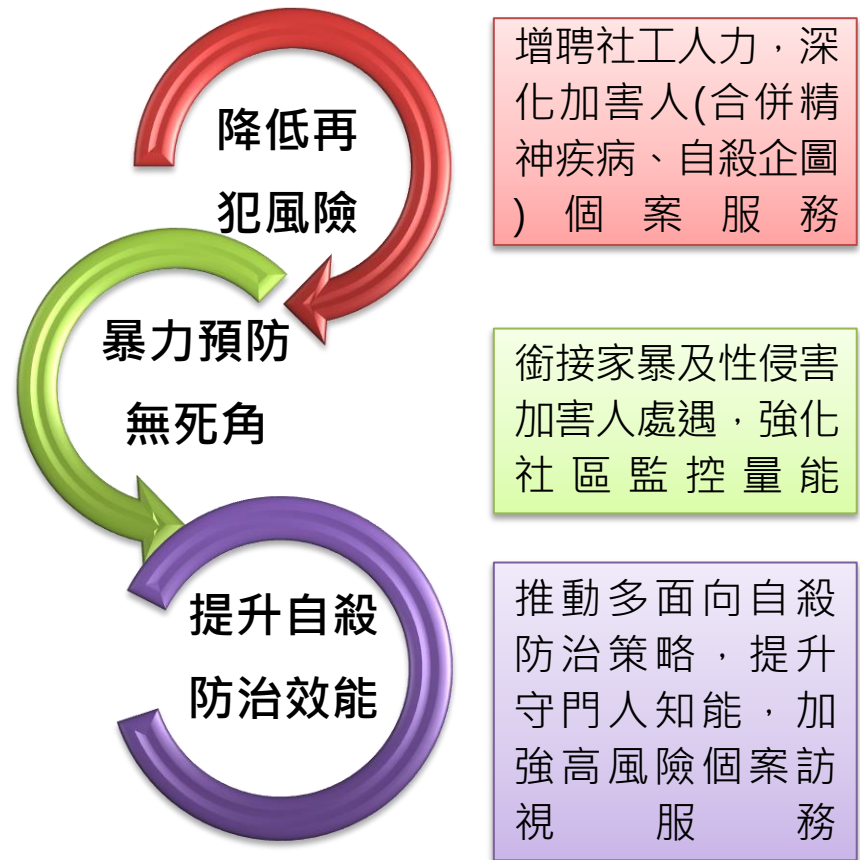 降低再
犯風險
增聘社工人力，深
化加害人(合併精
神疾病、自殺企圖
)個案服務
暴力預防
無死角
銜接家暴及性侵害
加害人處遇，強化
社區監控量能
提升自殺
防治效能
推動多面向自殺
防治策略，提升
守門人知能，加
強高風險個案訪
視服務